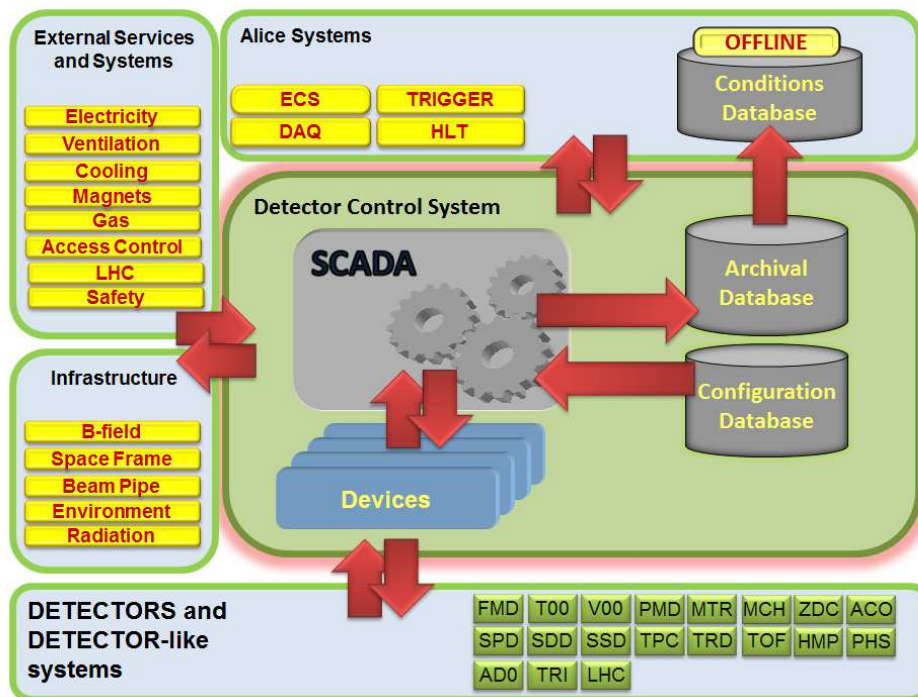 External Services
and Systems
Electricity
Ventilation
Cooling
Magnets
Gas
Access Control
LHC
Safety
Alice Systems
ECS
TRIGGER
DAQ
HLT
OFFLINE
Conditions
Database
Infrastructure
B-field
Space Frame
Beam Pipe
Environment
Radiation
Detector Control System
SCADA
Archival
Database
Configuration
Database
Devices
DETECTORS and
DETECTOR-like
systems
FMD T00 V00 PMD MTR MCH ZDC ACO
SPD SDD SSD TPC TRD TOF HMP PHS
AD0 TRI LHC